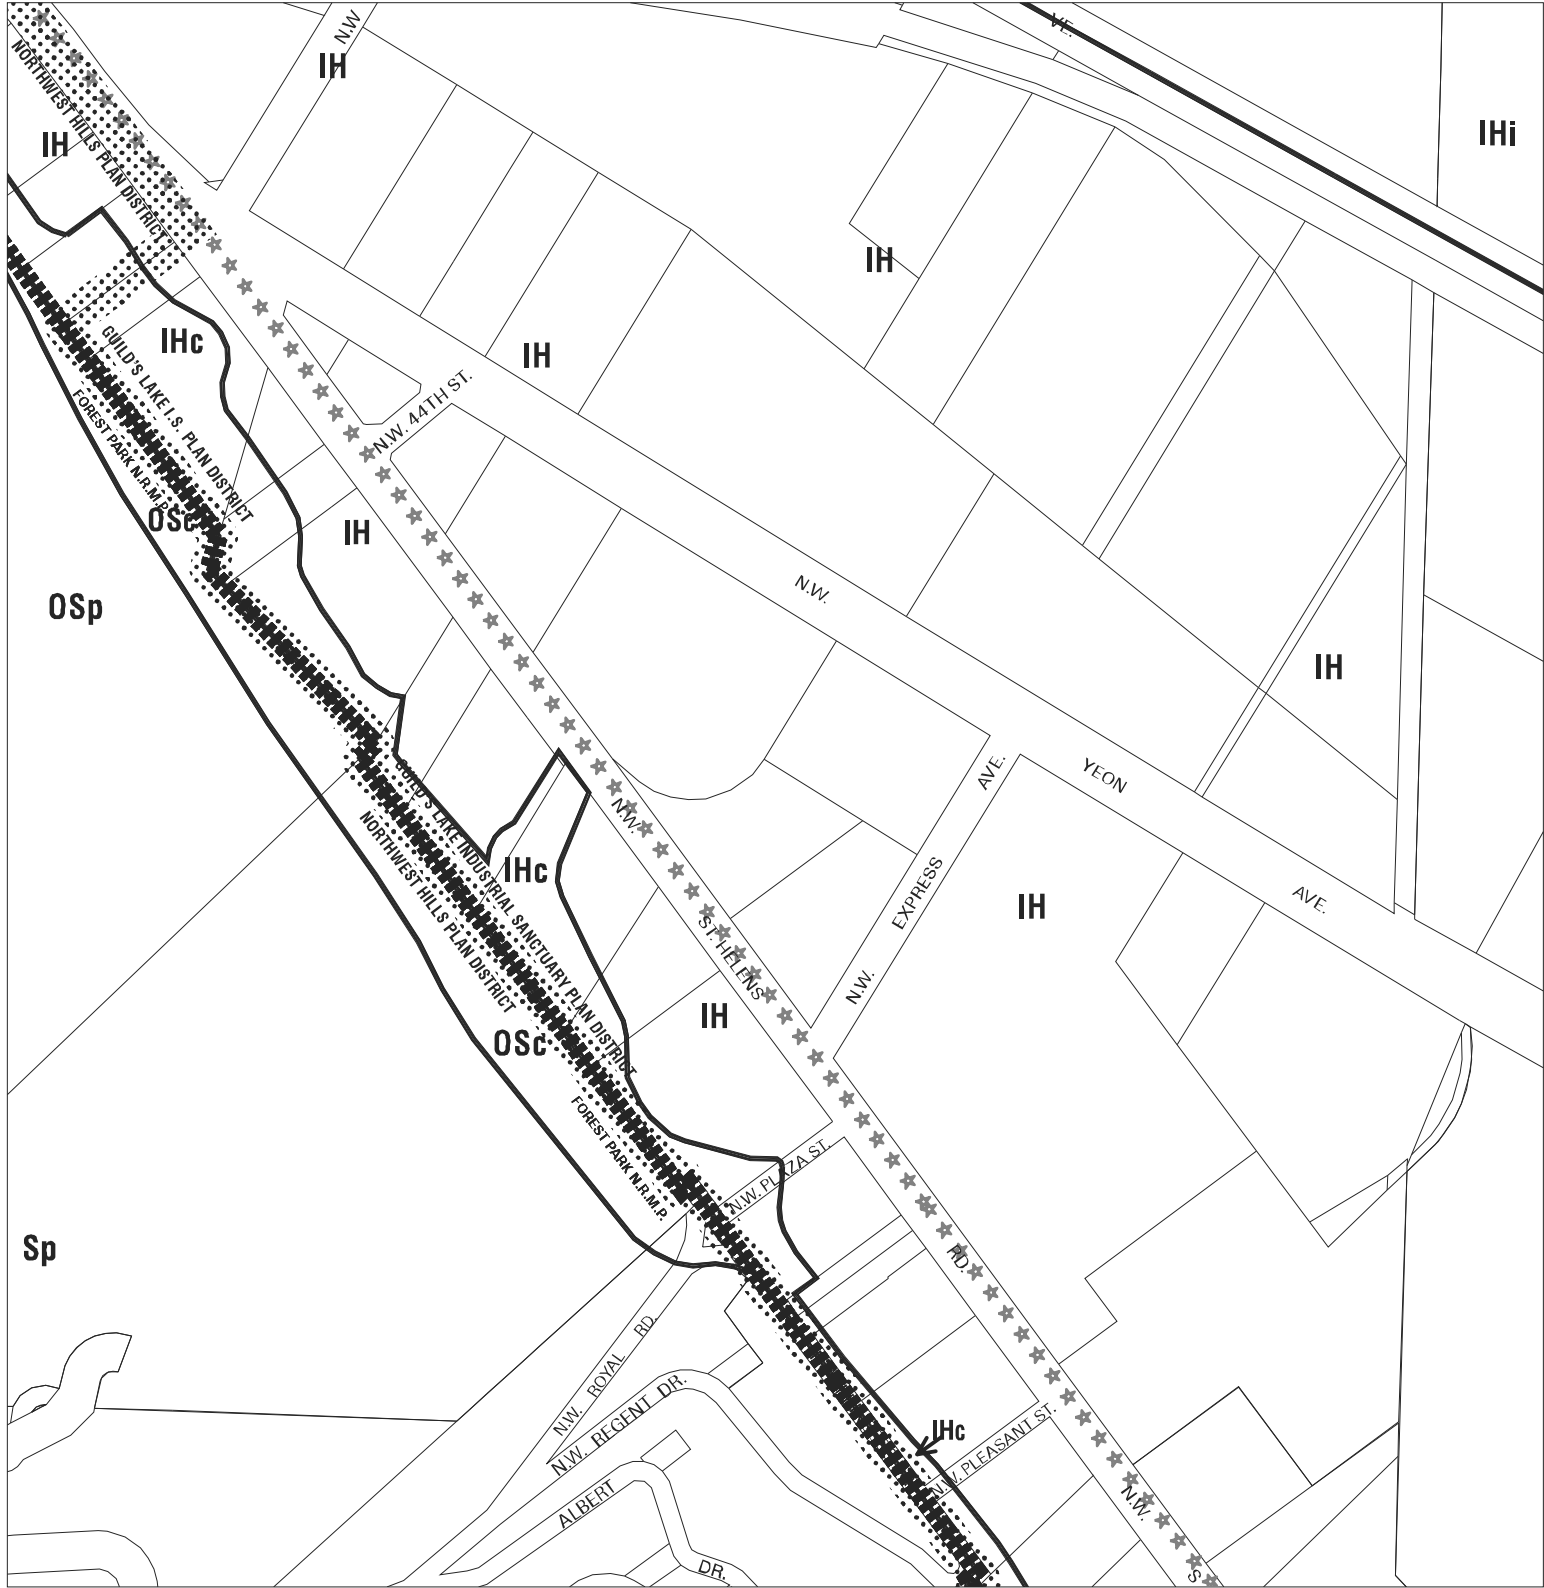 N.W
VE.
IH
IHi
NORTHWEST HILLS PLAN DISTRICT
IH
IH
IHc
IH
GUILD'S LAKE I.S. PLAN DISTRICT
FOREST PARK N.R.M.P.
N.W. 44TH ST.
OSc
IH
OSp
N.W.
IH
YEON
AVE.
AVE.
GUILD'S LAKE INDUSTRIAL SANCTUARY PLAN DISTRICT
NORTHWEST HILLS PLAN DISTRICT
N.W.
IHc
EXPRESS
IH
ST. HELENS
N.W.
IH
OSc
FOREST PARK N.R.M.P.
N.W. PLAZA ST.
Sp
RD.
N.W. ROYAL RD.
N.W. REGENT DR.
IHc
N.W. PLEASANT ST.
ALBERT
DR.
N.W.
S